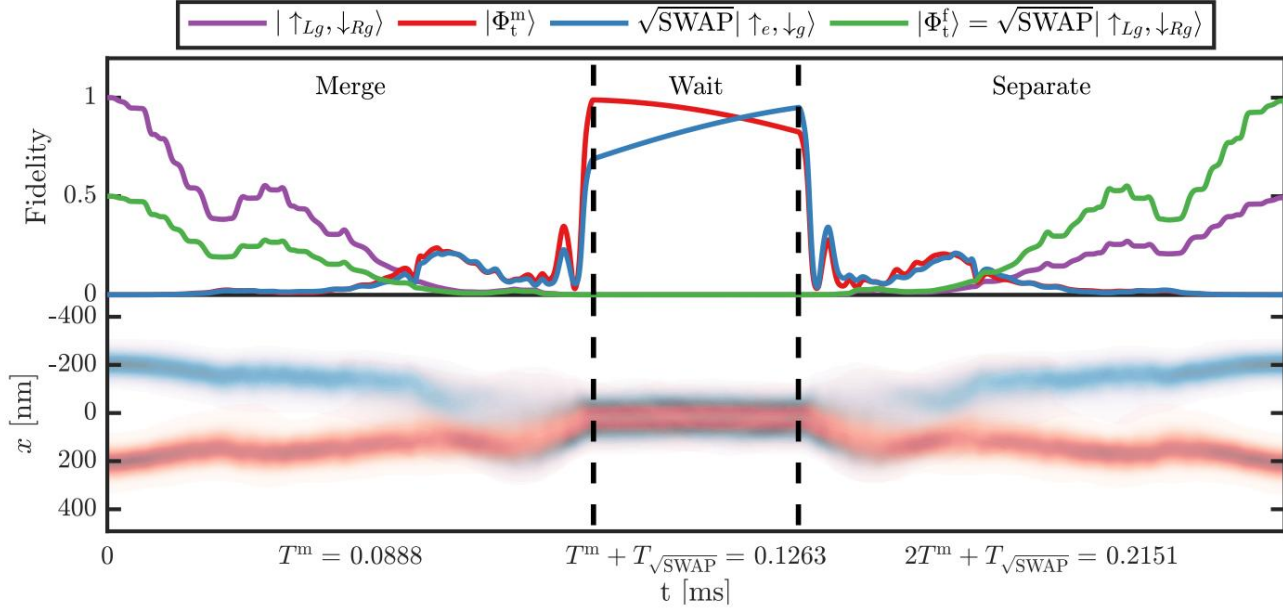 | ↑Lg, ↓Rg⟩ |Φtm⟩ √SWAP| ↑e, ↓g⟩ |Φtf⟩ = √SWAP| ↑Lg, ↓Rg⟩
Merge Wait Separate
1
0.5
0
Fidelity
-400
-200
0
200
400
x [nm]
0 Tm = 0.0888 Tm + T√SWAP = 0.1263 2Tm + T√SWAP = 0.2151
t [ms]